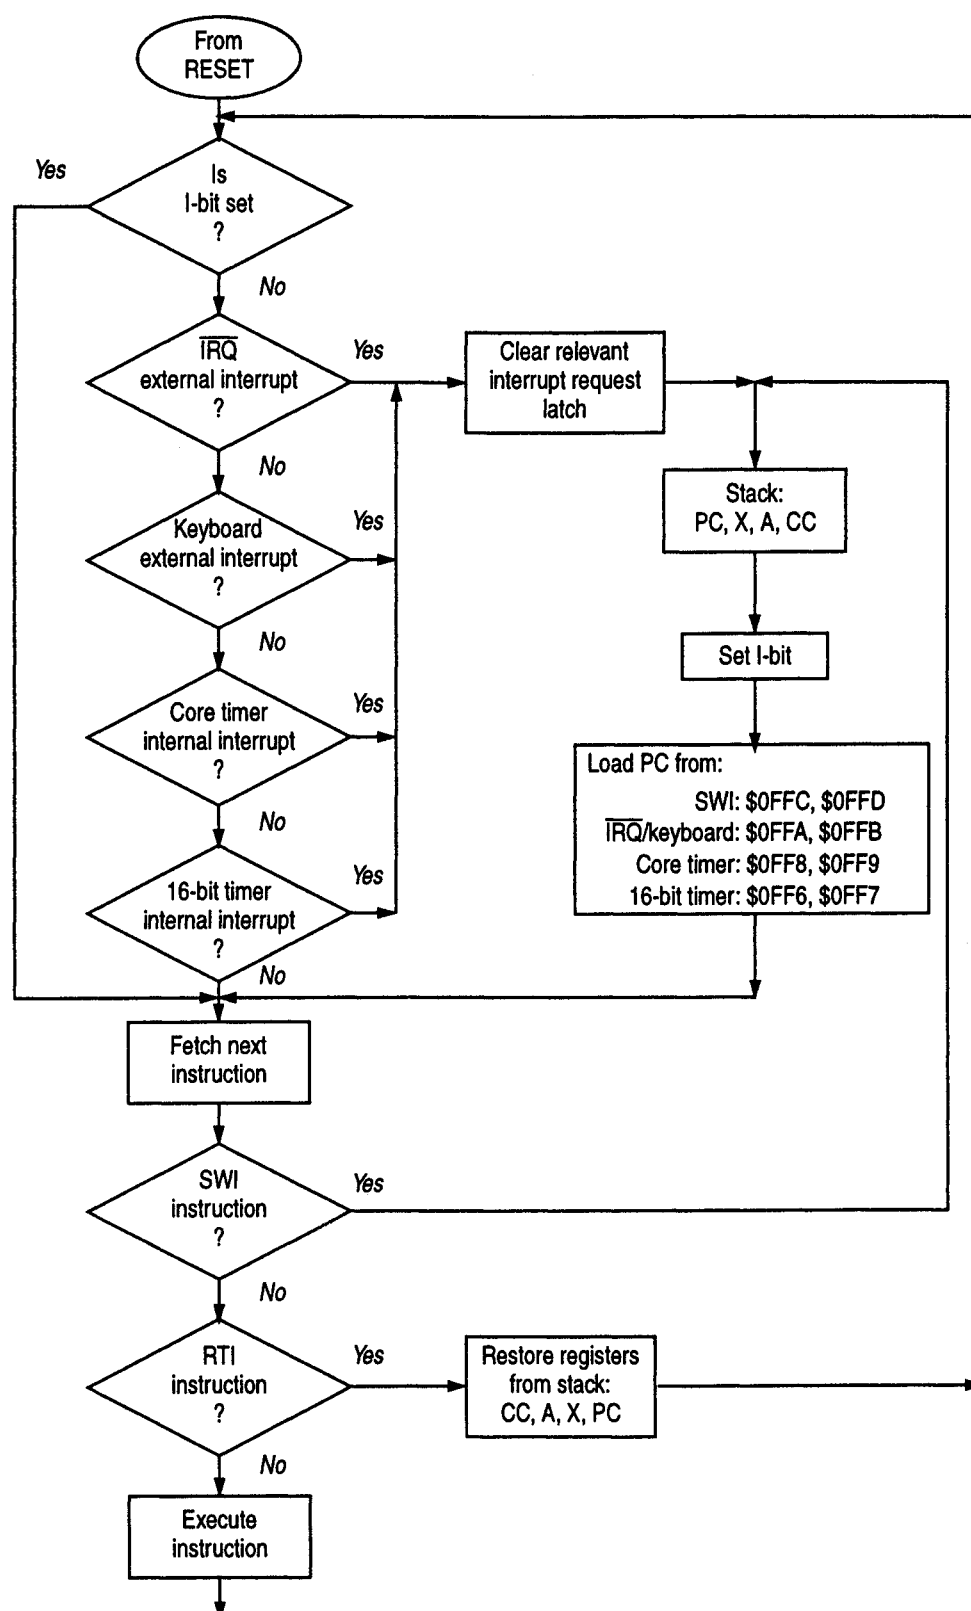 From
RESET
Yes
Is
I-bit set
?
No
IRQ
external interrupt
?
Yes
Clear relevant
interrupt request
latch
No
Keyboard
external interrupt
?
Yes
Stack:
PC, X, A, CC
No
Set I-bit
Core timer
internal interrupt
?
Yes
Load PC from:
SWI: $0FFC, $0FFD
IRQ/keyboard: $0FFA, $0FFB
Core timer: $0FF8, $0FF9
16-bit timer: $0FF6, $0FF7
No
16-bit timer
internal interrupt
?
Yes
No
Fetch next
instruction
SWI
instruction
?
Yes
No
RTI
instruction
?
Yes
Restore registers
from stack:
CC, A, X, PC
No
Execute
instruction